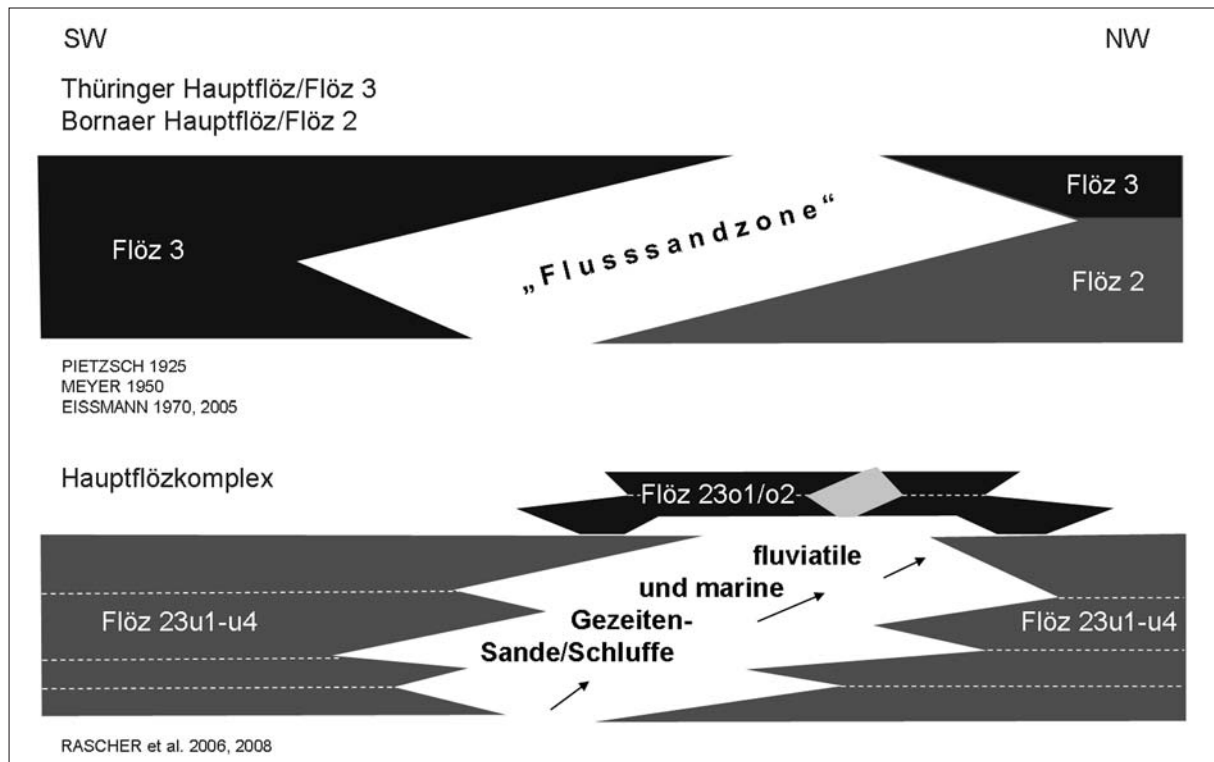 SW
NW
Thüringer Hauptflöz/Flöz 3
Bornaer Hauptflöz/Flöz 2
Flöz 3
„Flusssandzone“
Flöz 3
Flöz 2
PIETZSCH 1925
MEYER 1950
EISSMANN 1970, 2005
Hauptflözkomplex
Flöz 23o1/o2
fluviatile
und marine
Gezeiten-
Sande/Schluffe
Flöz 23u1-u4
Flöz 23u1-u4
RASCHER et al. 2006, 2008